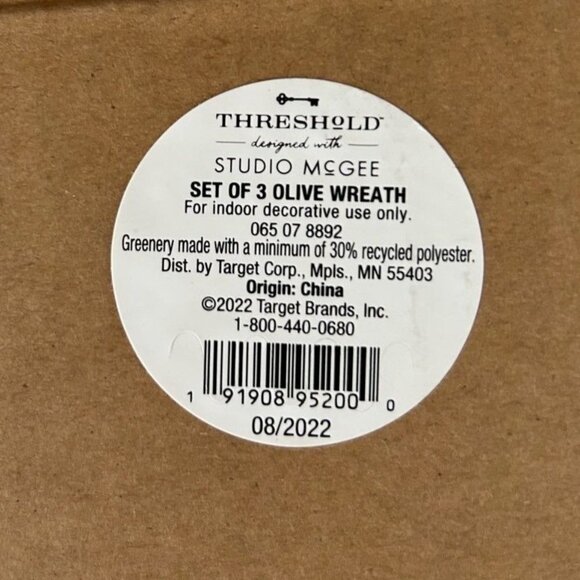 THRESHOLD™
designed with
STUDIO McGEE
SET OF 3 OLIVE WREATH
For indoor decorative use only.
065 07 8892
Greenery made with a minimum of 30% recycled polyester.
Dist. by Target Corp., Mpls., MN 55403
Origin: China
©2022 Target Brands, Inc.
1-800-440-0680
1 91908 95200 0
08/2022